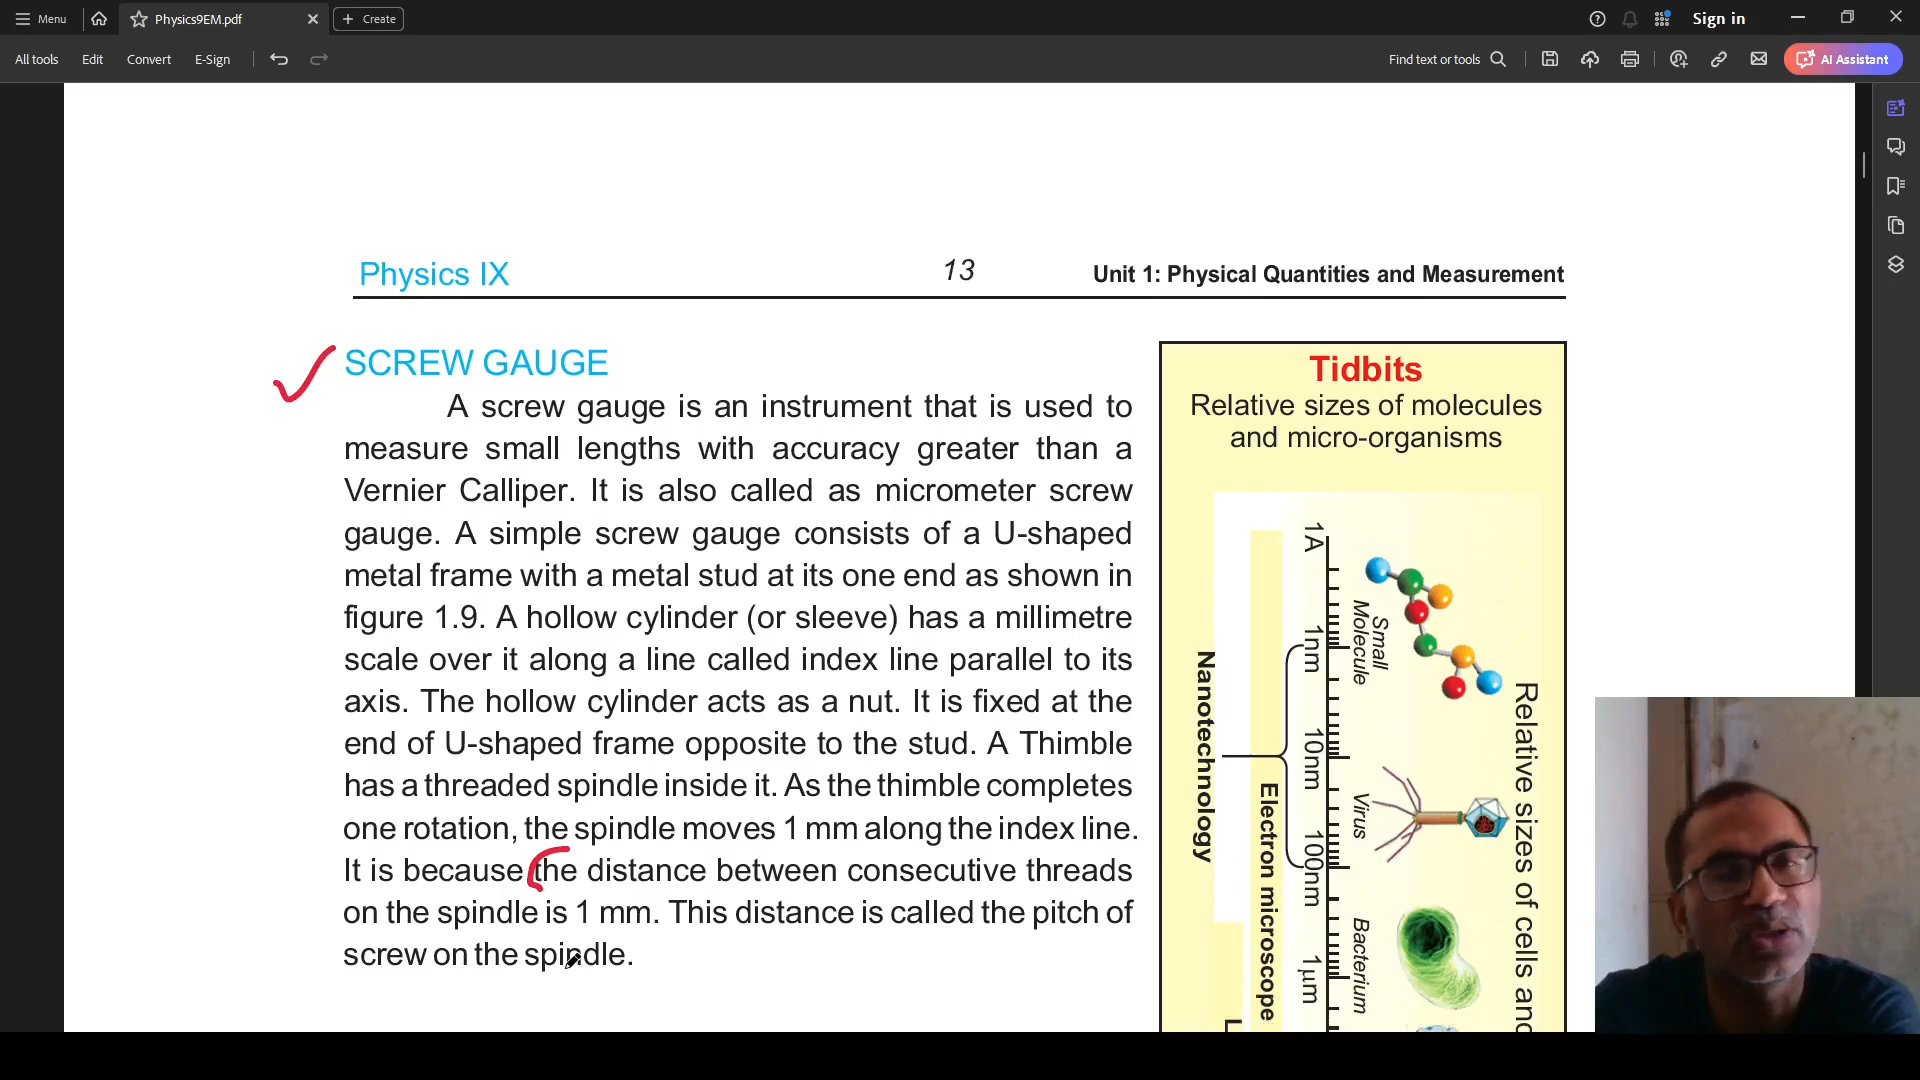 Menu
Physics9EM.pdf
Create
Sign in
All tools
Edit
Convert
E-Sign
Find text or tools
AI Assistant
Physics IX
13
Unit 1: Physical Quantities and Measurement
SCREW GAUGE
A screw gauge is an instrument that is used to
measure small lengths with accuracy greater than a
Vernier Calliper. It is also called as micrometer screw
gauge. A simple screw gauge consists of a U-shaped
metal frame with a metal stud at its one end as shown in
figure 1.9. A hollow cylinder (or sleeve) has a millimetre
scale over it along a line called index line parallel to its
axis. The hollow cylinder acts as a nut. It is fixed at the
end of U-shaped frame opposite to the stud. A Thimble
has a threaded spindle inside it. As the thimble completes
one rotation, the spindle moves 1 mm along the index line.
It is because the distance between consecutive threads
on the spindle is 1 mm. This distance is called the pitch of
screw on the spindle.
Tidbits
Relative sizes of molecules
and micro-organisms
1A
1nm
10nm
100nm
1µm
Small
Molecule
Virus
Bacterium
Nanotechnology
Electron microscope
L
Relative sizes of cells and